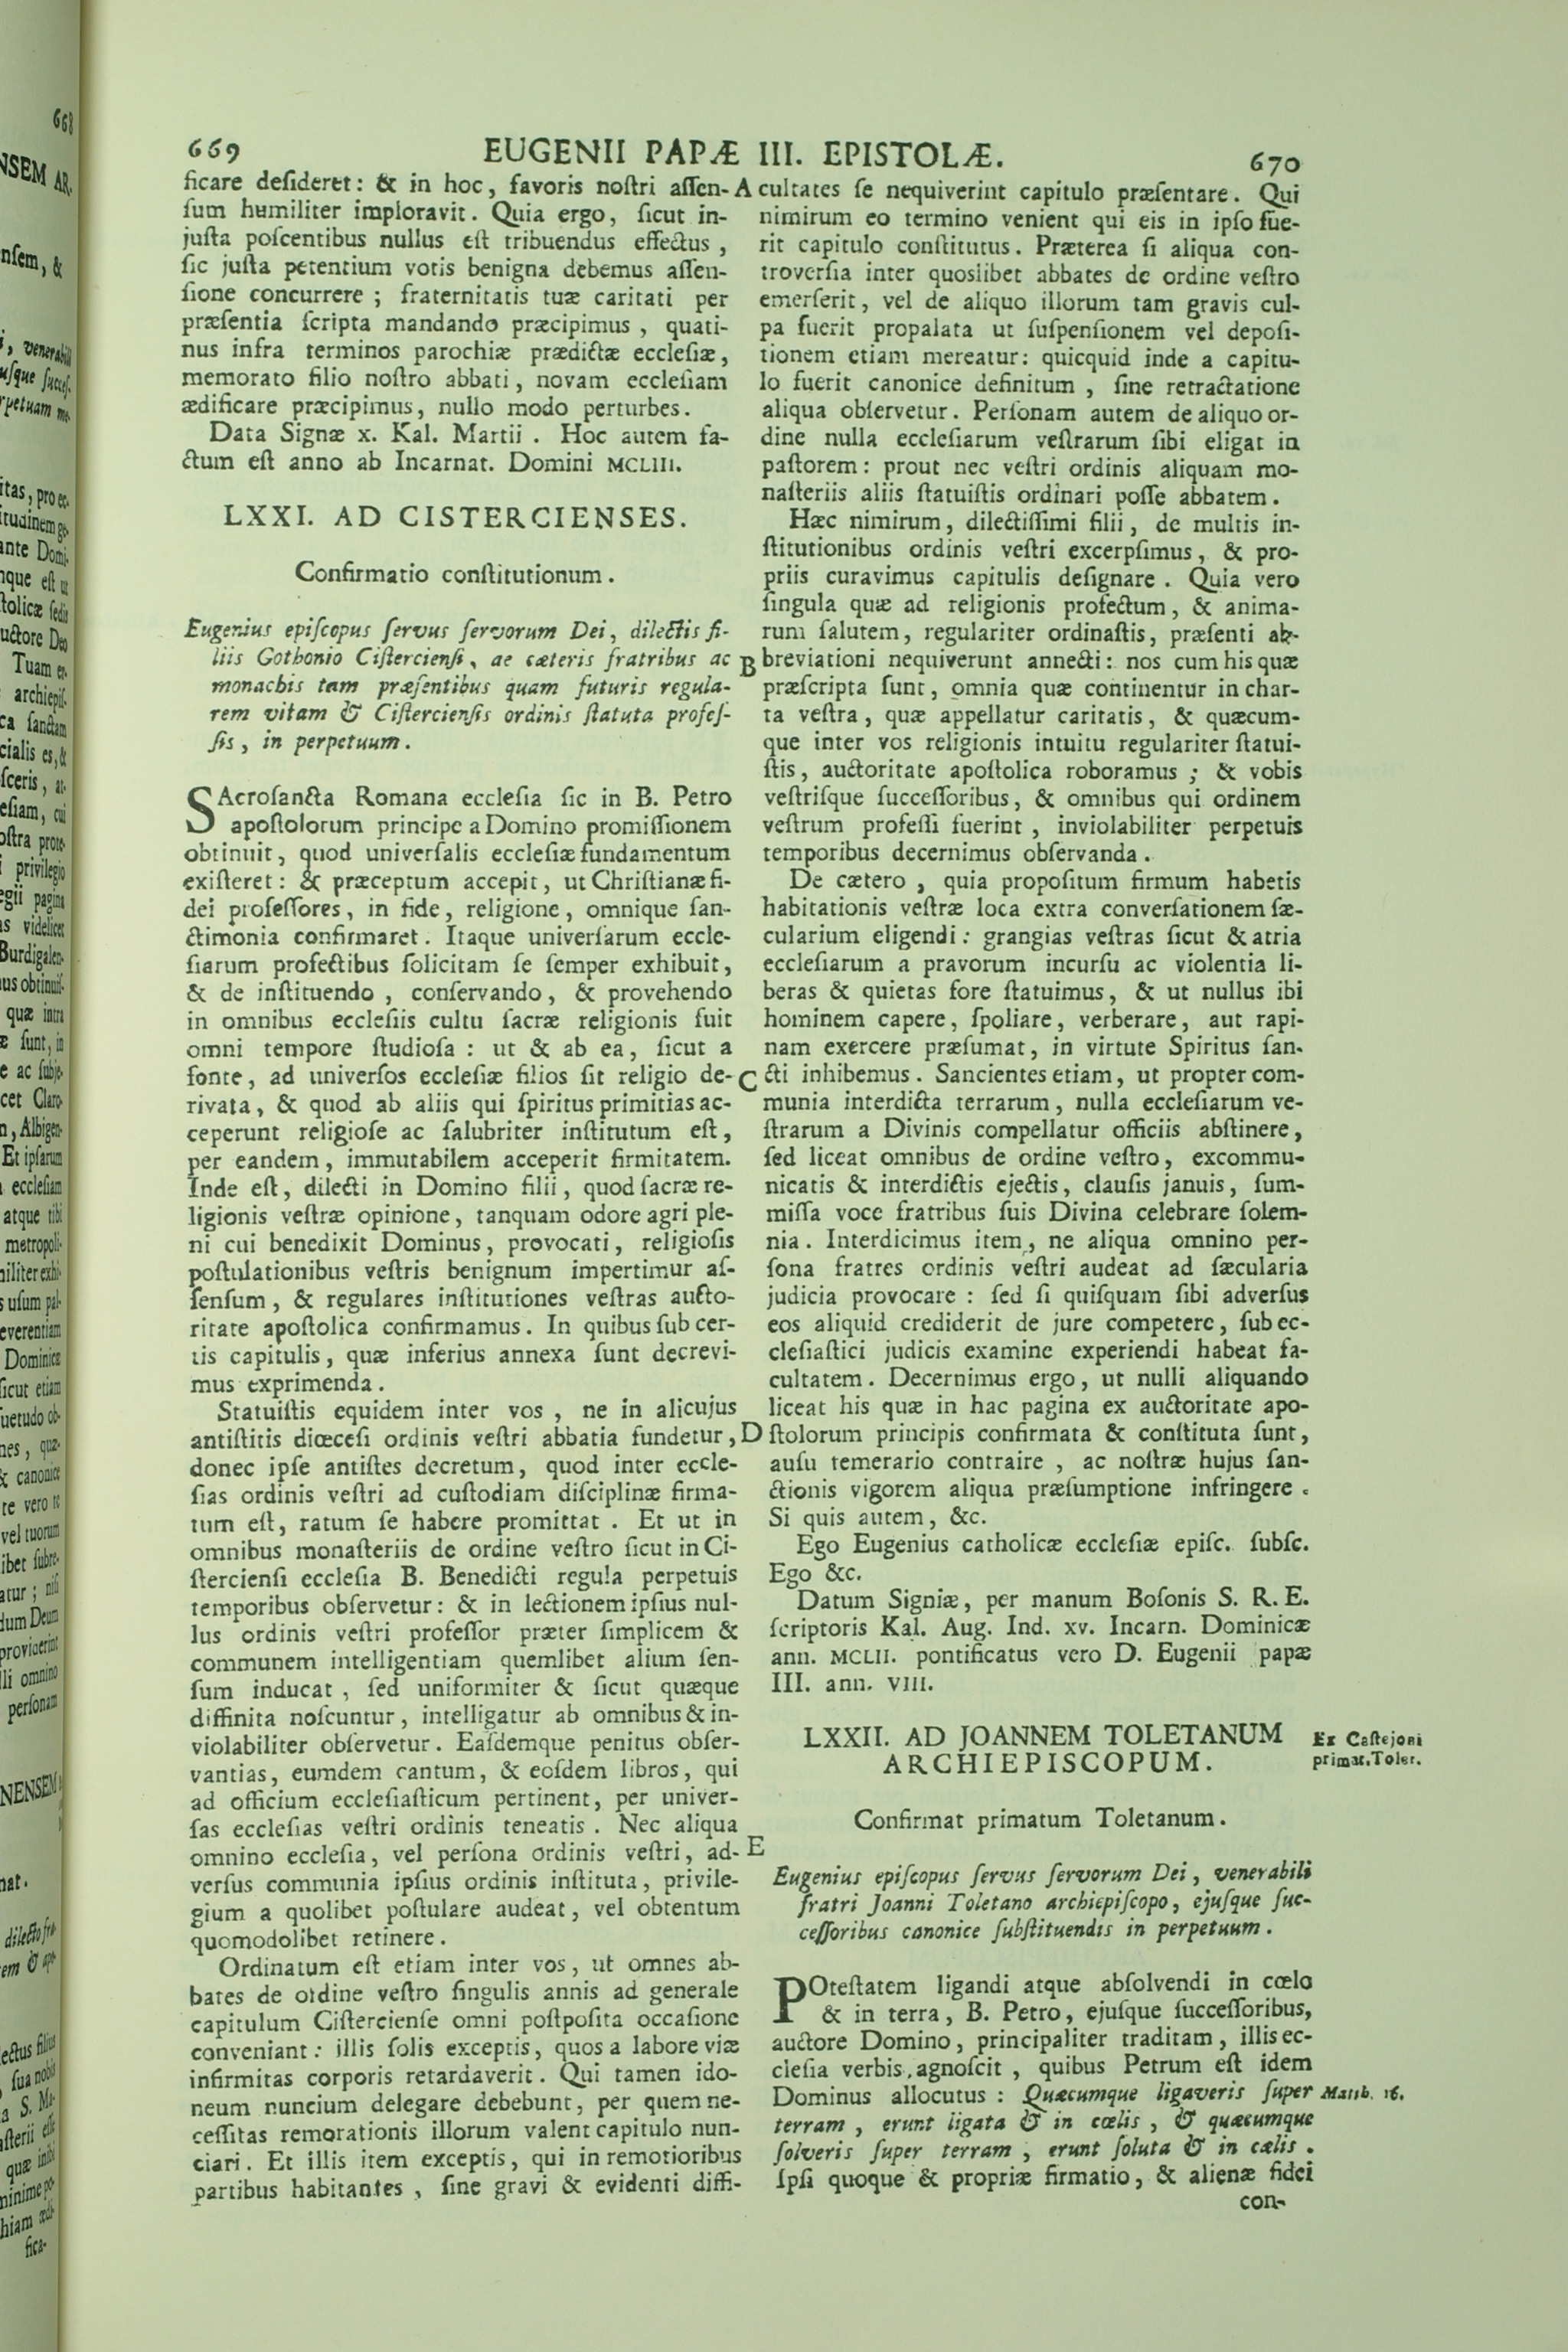 669
EUGENII PAPÆ III. EPISTOLÆ.
670
ficare deſideret: & in hoc, favoris noſtri aſſen-
ſum humiliter imploravit. Quia ergo, ſicut in-
juſta poſcentibus nullus eſt tribuendus effectus,
ſic juſta petentium votis benigna debemus aſſen-
ſione concurrere; fraternitatis tuæ caritati per
præſentia ſcripta mandando præcipimus, quati-
nus infra terminos parochiæ prædictæ eccleſiæ,
memorato filio noſtro abbati, novam eccleſiam
ædificare præcipimus, nullo modo perturbes.
Data Signæ x. Kal. Martii. Hoc autem fa-
ctum eſt anno ab Incarnat. Domini MCLIII.
LXXI. AD CISTERCIENSES.
Confirmatio conſtitutionum.
Eugenius epiſcopus ſervus ſervorum Dei, dilectis fi-
liis Gothonio Ciſtercienſi, ae cæteris fratribus ac
monachis tam præſentibus quam futuris regula-
rem vitam & Ciſtercienſis ordinis ſtatuta profeſ-
ſis, in perpetuum.
SAcroſancta Romana eccleſia ſic in B. Petro
apoſtolorum principe a Domino promiſſionem
obtinuit, quod univerſalis eccleſiæ fundamentum
exiſteret: & præceptum accepit, ut Chriſtianæ fi-
dei profeſſores, in fide, religione, omnique ſan-
ctimonia confirmaret. Itaque univerſarum eccle-
ſiarum profectibus ſolicitam ſe ſemper exhibuit,
& de inſtituendo, conſervando, & provehendo
in omnibus eccleſiis cultu ſacræ religionis fuit
omni tempore ſtudioſa: ut & ab ea, ſicut a
fonte, ad univerſos eccleſiæ filios ſit religio de-
rivata, & quod ab aliis qui ſpiritus primitias ac-
ceperunt religioſe ac ſalubriter inſtitutum eſt,
per eandem, immutabilem acceperit firmitatem.
Inde eſt, dilecti in Domino filii, quod ſacræ re-
ligionis veſtræ opinione, tanquam odore agri ple-
ni cui benedixit Dominus, provocati, religioſis
poſtulationibus veſtris benignum impertimur aſ-
ſenſum, & regulares inſtitutiones veſtras aucto-
ritate apoſtolica confirmamus. In quibus ſub cer-
tis capitulis, quæ inferius annexa ſunt decrevi-
mus exprimenda.
Statuiſtis equidem inter vos, ne in alicujus
antiſtitis diœceſi ordinis veſtri abbatia fundetur,
donec ipſe antiſtes decretum, quod inter eccle-
ſias ordinis veſtri ad cuſtodiam diſciplinæ firma-
tum eſt, ratum ſe habere promittat. Et ut in
omnibus monaſteriis de ordine veſtro ſicut in Ci-
ſtercienſi eccleſia B. Benedicti regula perpetuis
temporibus obſervetur: & in lectionem ipſius nul-
lus ordinis veſtri profeſſor præter ſimplicem &
communem intelligentiam quemlibet alium ſen-
ſum inducat, ſed uniformiter & ſicut quæque
diffinita noſcuntur, intelligatur ab omnibus & in-
violabiliter obſervetur. Eaſdemque penitus obſer-
vantias, eumdem cantum, & eoſdem libros, qui
ad officium eccleſiaſticum pertinent, per univer-
ſas eccleſias veſtri ordinis teneatis. Nec aliqua
omnino eccleſia, vel perſona ordinis veſtri, ad-
verſus communia ipſius ordinis inſtituta, privile-
gium a quolibet poſtulare audeat, vel obtentum
quomodolibet retinere.
Ordinatum eſt etiam inter vos, ut omnes ab-
bates de ordine veſtro ſingulis annis ad generale
capitulum Ciſtercienſe omni poſtpoſita occaſione
conveniant: illis ſolis exceptis, quos a labore viæ
infirmitas corporis retardaverit. Qui tamen ido-
neum nuncium delegare debebunt, per quem ne-
ceſſitas remorationis illorum valent capitulo nun-
ciari. Et illis item exceptis, qui in remotioribus
partibus habitantes, ſine gravi & evidenti diffi-
A
B
C
D
E
cultates ſe nequiverint capitulo præſentare. Qui
nimirum eo termino venient qui eis in ipſo fue-
rit capitulo conſtitutus. Præterea ſi aliqua con-
troverſia inter quoslibet abbates de ordine veſtro
emerſerit, vel de aliquo illorum tam gravis cul-
pa fuerit propalata ut ſuſpenſionem vel depoſi-
tionem etiam mereatur: quicquid inde a capitu-
lo fuerit canonice definitum, ſine retractatione
aliqua obſervetur. Perſonam autem de aliquo or-
dine nulla eccleſiarum veſtrarum ſibi eligat in
paſtorem: prout nec veſtri ordinis aliquam mo-
naſteriis aliis ſtatuiſtis ordinari poſſe abbatem.
Hæc nimirum, dilectiſſimi filii, de multis in-
ſtitutionibus ordinis veſtri excerpſimus, & pro-
priis curavimus capitulis deſignare. Quia vero
ſingula quæ ad religionis profectum, & anima-
rum ſalutem, regulariter ordinaſtis, præſenti ab-
breviationi nequiverunt annecti: nos cum his quæ
præſcripta ſunt, omnia quæ continentur in char-
ta veſtra, quæ appellatur caritatis, & quæcum-
que inter vos religionis intuitu regulariter ſtatui-
ſtis, auctoritate apoſtolica roboramus; & vobis
veſtriſque ſucceſſoribus, & omnibus qui ordinem
veſtrum profeſſi fuerint, inviolabiliter perpetuis
temporibus decernimus obſervanda.
De cætero, quia propoſitum firmum habetis
habitationis veſtræ loca extra converſationem ſæ-
cularium eligendi: grangias veſtras ſicut & atria
eccleſiarum a pravorum incurſu ac violentia li-
beras & quietas fore ſtatuimus, & ut nullus ibi
hominem capere, ſpoliare, verberare, aut rapi-
nam exercere præſumat, in virtute Spiritus ſan-
cti inhibemus. Sancientes etiam, ut propter com-
munia interdicta terrarum, nulla eccleſiarum ve-
ſtrarum a Divinis compellatur officiis abſtinere,
ſed liceat omnibus de ordine veſtro, excommu-
nicatis & interdictis ejectis, clauſis januis, ſum-
miſſa voce fratribus ſuis Divina celebrare ſolem-
nia. Interdicimus item, ne aliqua omnino per-
ſona fratres ordinis veſtri audeat ad ſæcularia
judicia provocare: ſed ſi quiſquam ſibi adverſus
eos aliquid crediderit de jure competere, ſub ec-
cleſiaſtici judicis examine experiendi habeat fa-
cultatem. Decernimus ergo, ut nulli aliquando
liceat his quæ in hac pagina ex auctoritate apo-
ſtolorum principis confirmata & conſtituta ſunt,
auſu temerario contraire, ac noſtræ hujus ſan-
ctionis vigorem aliqua præſumptione infringere.
Si quis autem, &c.
Ego Eugenius catholicæ eccleſiæ epiſc. ſubſc.
Ego &c.
Datum Signiæ, per manum Boſonis S. R. E.
ſcriptoris Kal. Aug. Ind. xv. Incarn. Dominicæ
ann. MCLII. pontificatus vero D. Eugenii papæ
III. ann. VIII.
LXXII. AD JOANNEM TOLETANUM
ARCHIEPISCOPUM.
Ex Caſtejoni
primat. Tolet.
Confirmat primatum Toletanum.
Eugenius epiſcopus ſervus ſervorum Dei, venerabili
fratri Joanni Toletano archiepiſcopo, ejuſque ſuc-
ceſſoribus canonice ſubſtituendis in perpetuum.
POteſtatem ligandi atque abſolvendi in cœlo
& in terra, B. Petro, ejuſque ſucceſſoribus,
auctore Domino, principaliter traditam, illis ec-
cleſia verbis agnoſcit, quibus Petrum eſt idem
Dominus allocutus: Quæcumque ligaveris ſuper
Matth. 16.
terram, erunt ligata & in cœlis, & quæcumque
ſolveris ſuper terram, erunt ſoluta & in cælis.
Ipſi quoque & propriæ firmatio, & alienæ fidei
con-